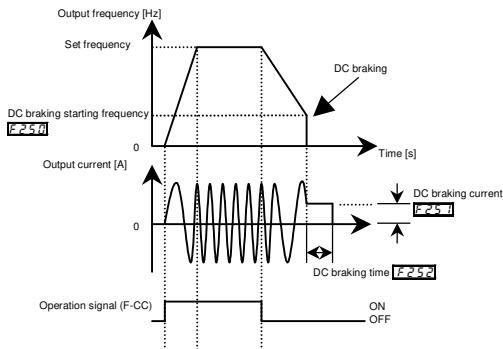 Output frequency [Hz]
Set frequency
DC braking
DC braking starting frequency
F250
0
Time [s]
Output current [A]
DC braking current
F251
0
DC braking time F252
Operation signal (F-CC)
ON
OFF